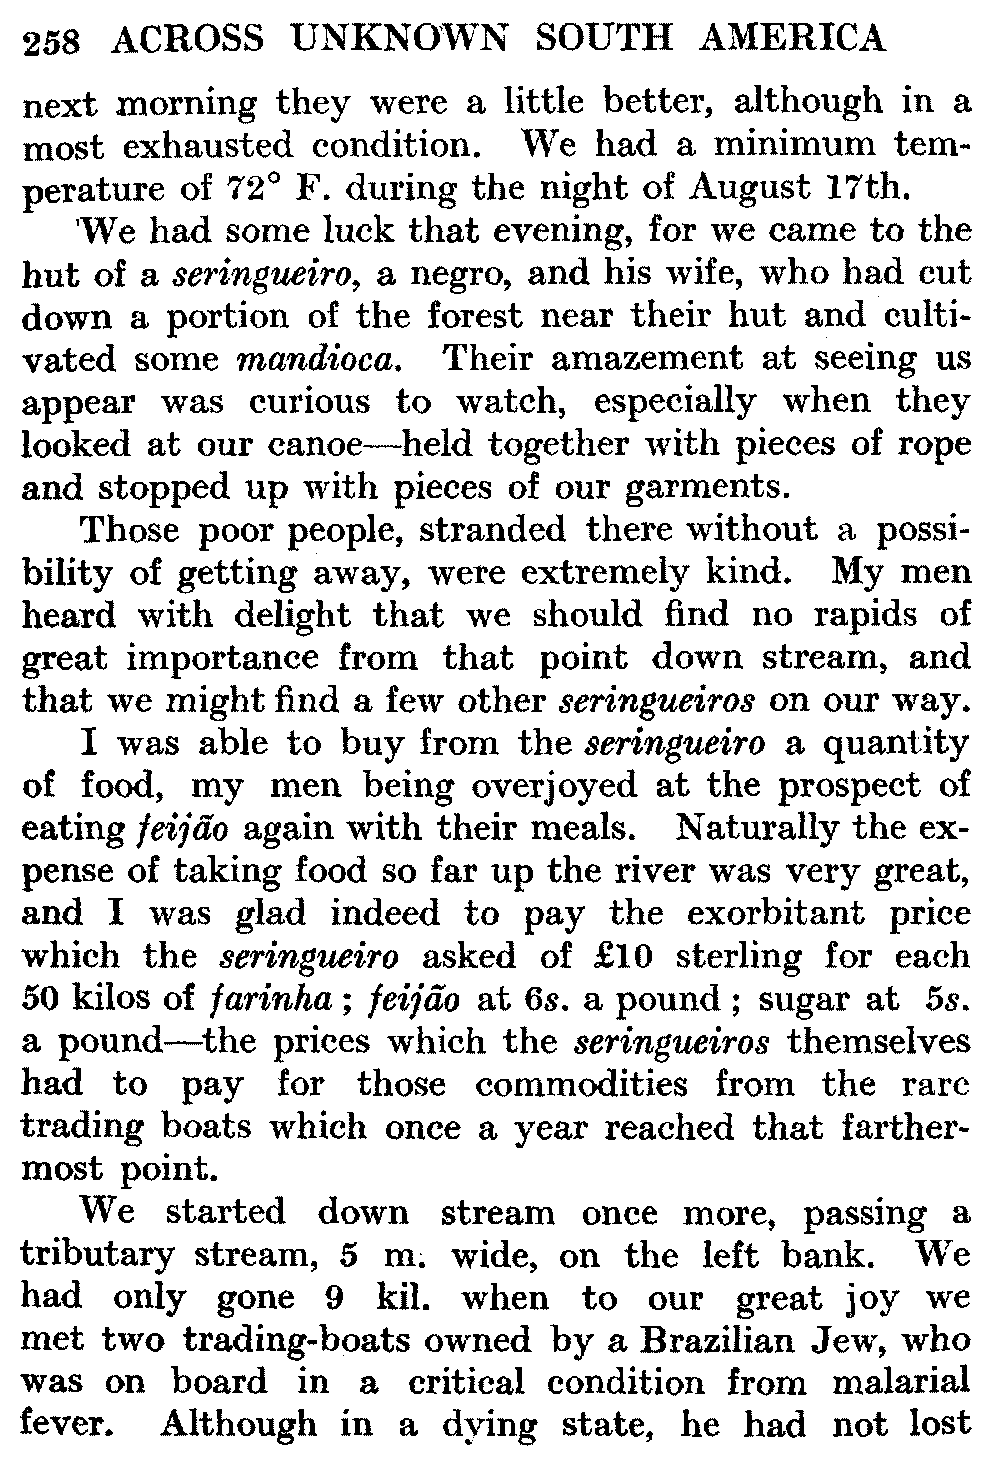 258 ACROSS UNKNOWN SOUTH AMERICA
next morning they were a little better, although in a
most exhausted condition. We had a minimum tem-
perature of 72° F. during the night of August 17th.
'We had some luck that evening, for we came to the
hut of a seringueiro, a negro, and his wife, who had cut
down a portion of the forest near their hut and culti-
vated some mandioca. Their amazement at seeing us
appear was curious to watch, especially when they
looked at our canoe—held together with pieces of rope
and stopped up with pieces of our garments.
Those poor people, stranded there without a possi-
bility of getting away, were extremely kind. My men
heard with delight that we should find no rapids of
great importance from that point down stream, and
that we might find a few other seringueiros on our way.
I was able to buy from the seringueiro a quantity
of food, my men being overjoyed at the prospect of
eating feijão again with their meals. Naturally the ex-
pense of taking food so far up the river was very great,
and I was glad indeed to pay the exorbitant price
which the seringueiro asked of £10 sterling for each
50 kilos of farinha ; feijão at 6s. a pound ; sugar at 5s.
a pound—the prices which the seringueiros themselves
had to pay for those commodities from the rare
trading boats which once a year reached that farther-
most point.
We started down stream once more, passing a
tributary stream, 5 m. wide, on the left bank. We
had only gone 9 kil. when to our great joy we
met two trading-boats owned by a Brazilian Jew, who
was on board in a critical condition from malarial
fever. Although in a dying state, he had not lost